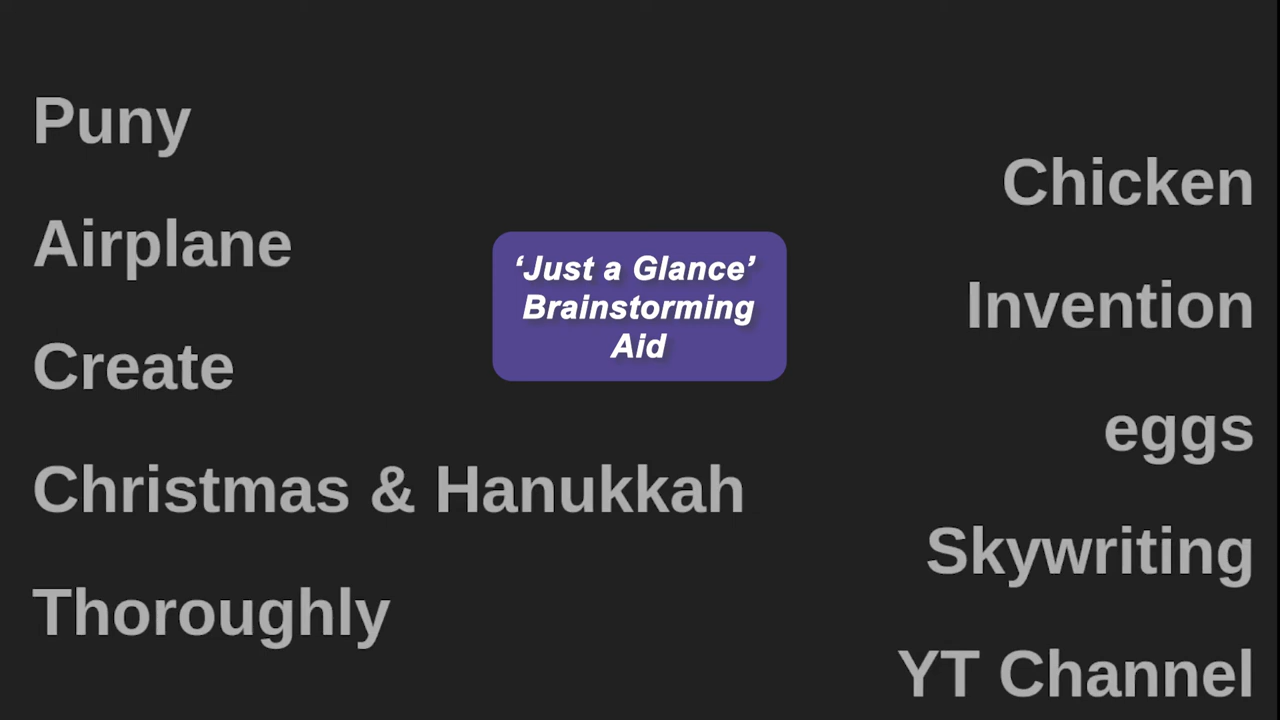 Puny
Chicken
Airplane
‘Just a Glance’
Brainstorming
Aid
Invention
Create
eggs
Christmas & Hanukkah
Skywriting
Thoroughly
YT Channel